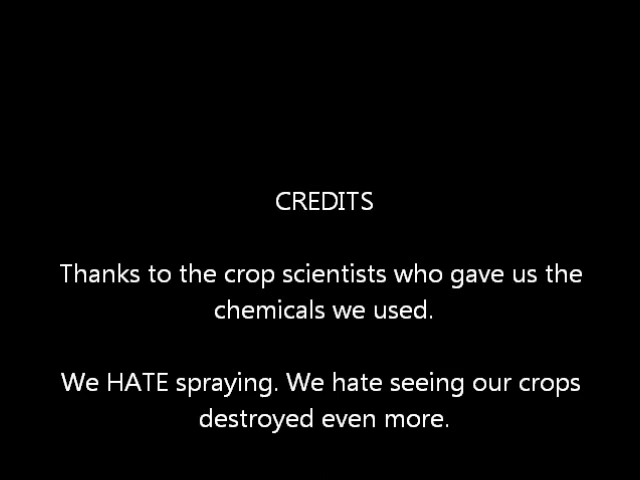 CREDITS
Thanks to the crop scientists who gave us the
chemicals we used.
We HATE spraying. We hate seeing our crops
destroyed even more.